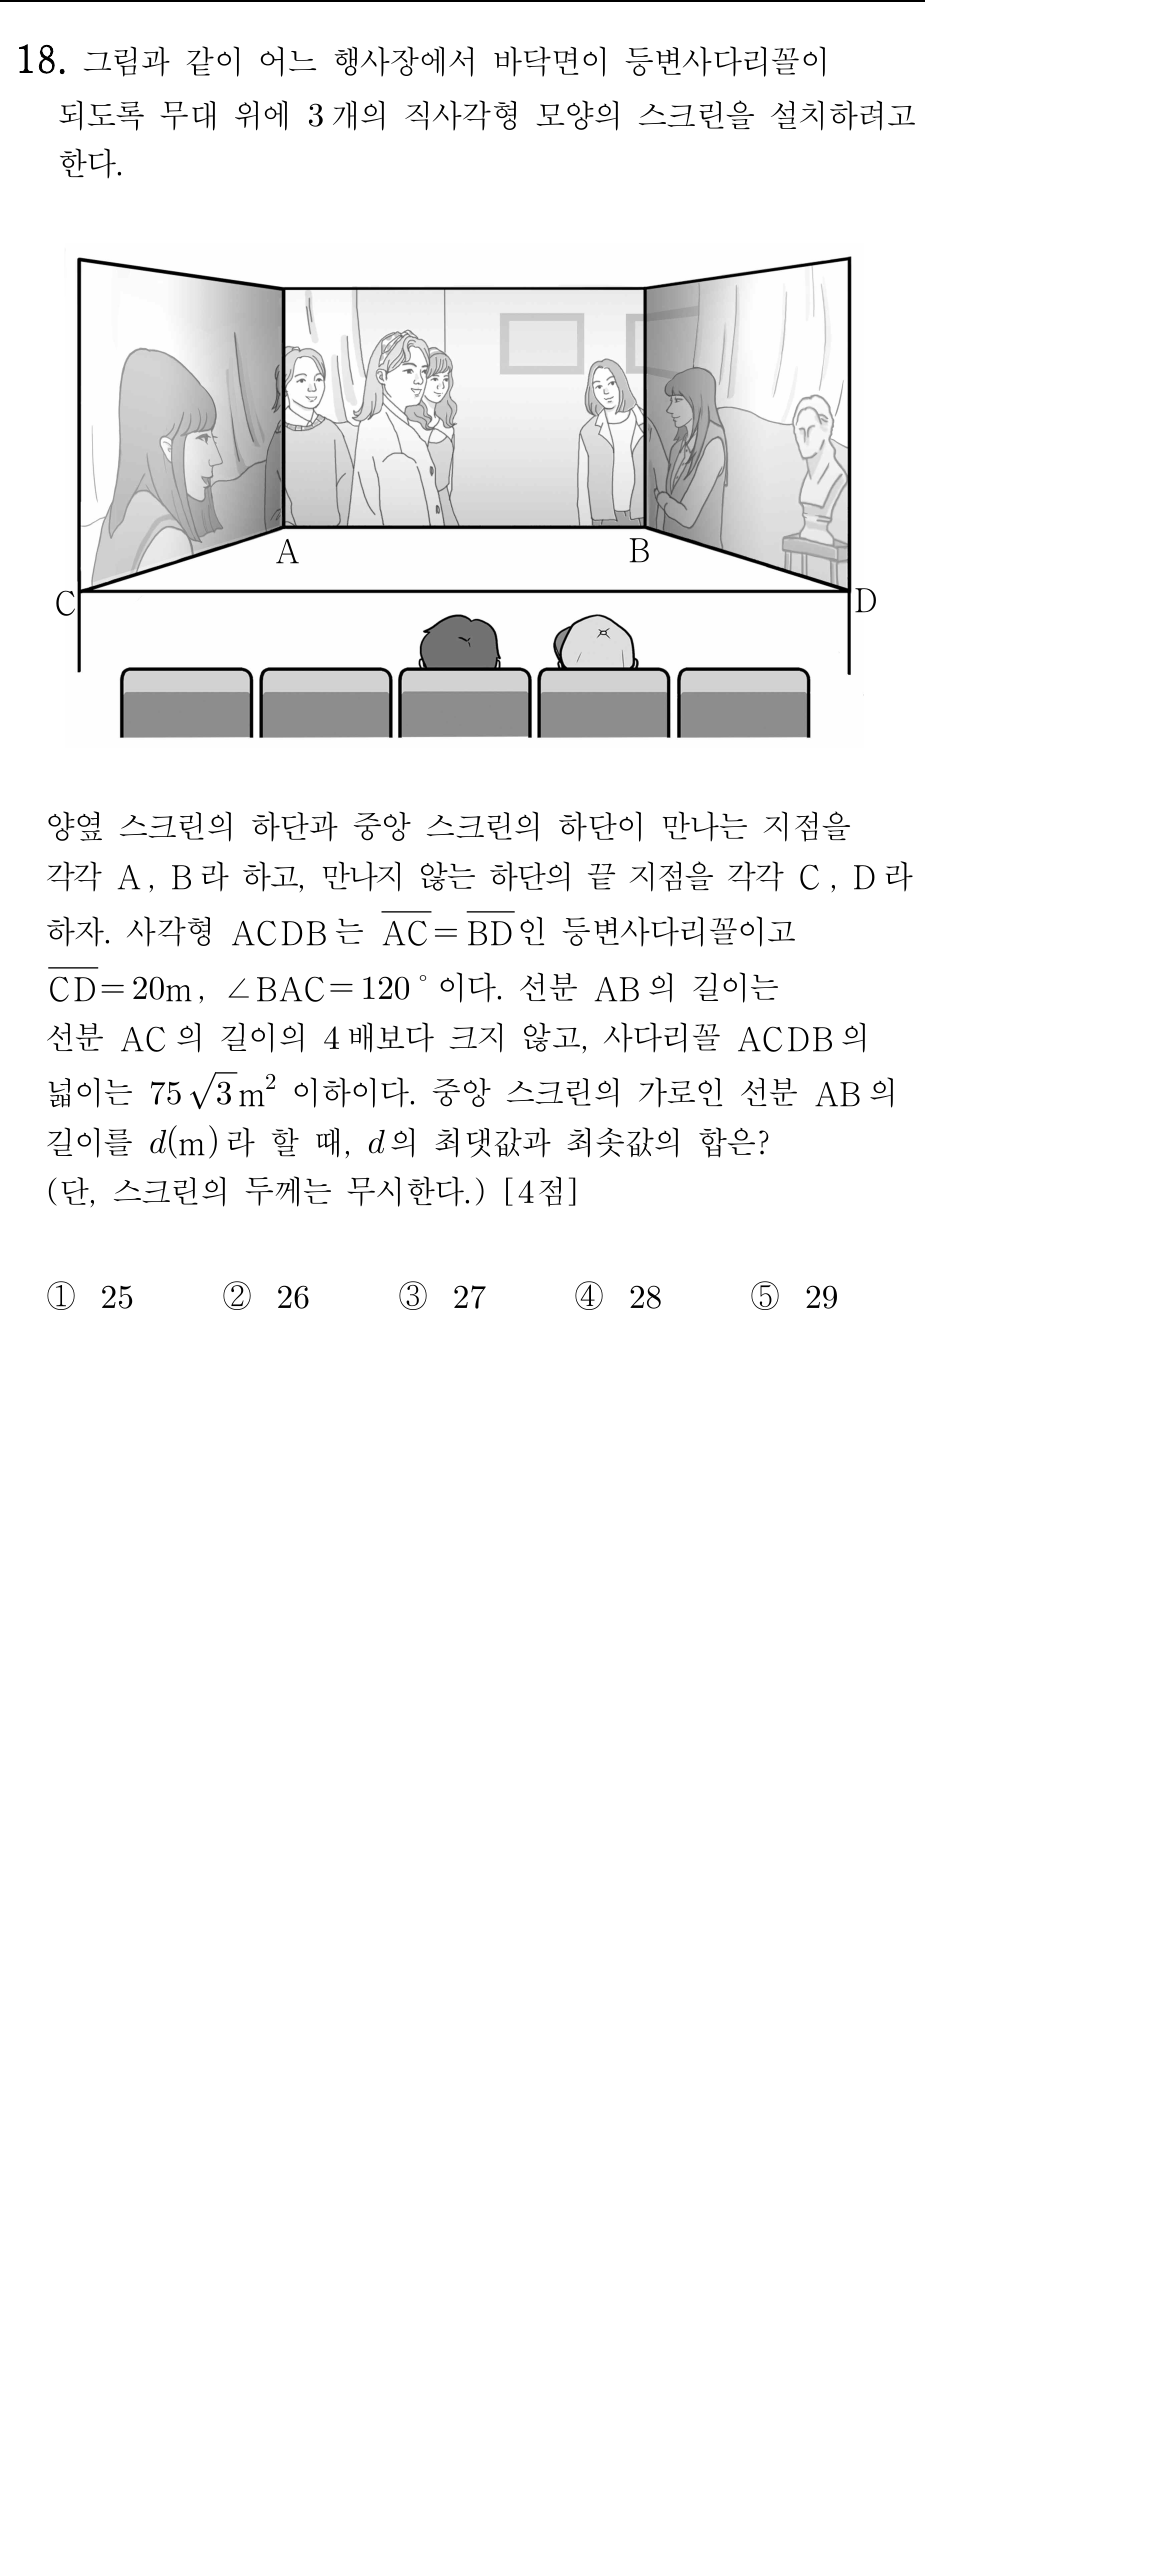 18. 그림과 같이 어느 행사장에서 바닥면이 등변사다리꼴이
되도록 무대 위에 3개의 직사각형 모양의 스크린을 설치하려고
한다.
A B
C D
양옆 스크린의 하단과 중앙 스크린의 하단이 만나는 지점을
각각 A, B라 하고, 만나지 않는 하단의 끝 지점을 각각 C, D라
하자. 사각형 ACDB는 \overline{AC}=\overline{BD}인 등변사다리꼴이고
\overline{CD}=20m, ∠BAC=120°이다. 선분 AB의 길이는
선분 AC의 길이의 4배보다 크지 않고, 사다리꼴 ACDB의
넓이는 75√3 m² 이하이다. 중앙 스크린의 가로인 선분 AB의
길이를 d(m)라 할 때, d의 최댓값과 최솟값의 합은?
(단, 스크린의 두께는 무시한다.) [4점]
① 25 ② 26 ③ 27 ④ 28 ⑤ 29